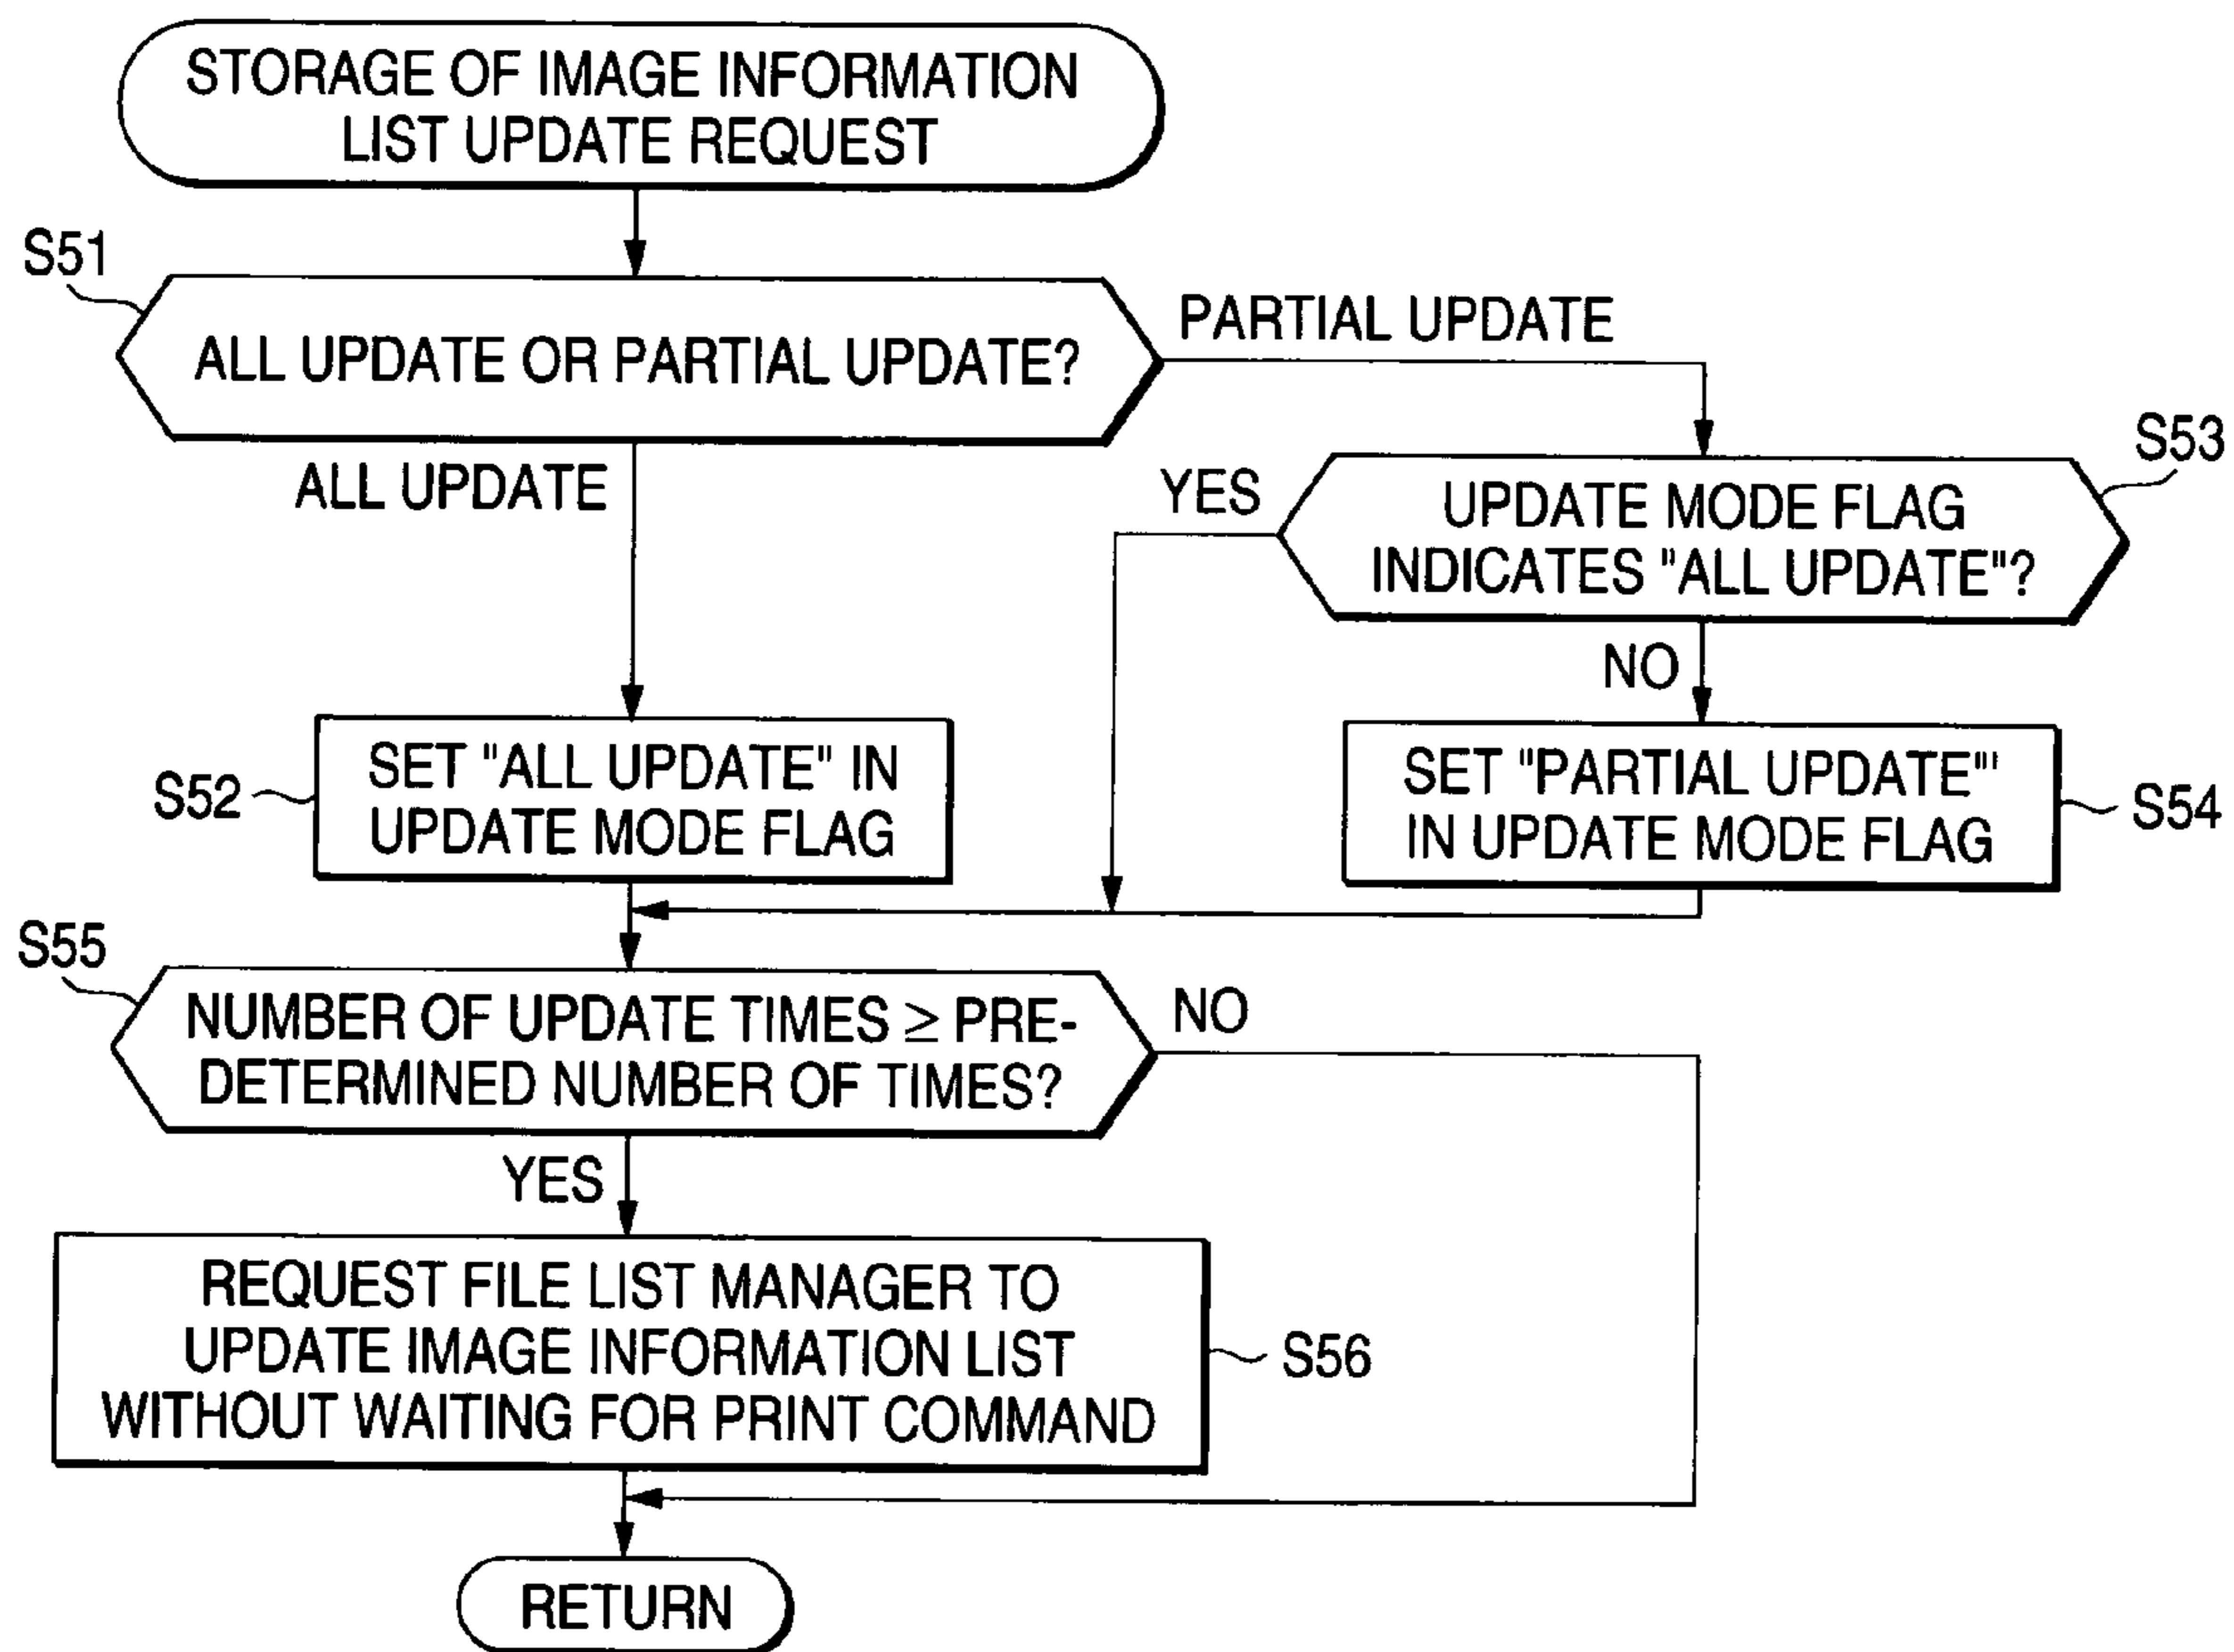 STORAGE OF IMAGE INFORMATION
LIST UPDATE REQUEST
S51
ALL UPDATE OR PARTIAL UPDATE?
PARTIAL UPDATE
ALL UPDATE
S53
YES
UPDATE MODE FLAG
INDICATES "ALL UPDATE"?
NO
S52
SET "ALL UPDATE" IN
UPDATE MODE FLAG
SET "PARTIAL UPDATE'"
IN UPDATE MODE FLAG
S54
S55
NUMBER OF UPDATE TIMES ≥ PRE-
DETERMINED NUMBER OF TIMES?
NO
YES
REQUEST FILE LIST MANAGER TO
UPDATE IMAGE INFORMATION LIST
WITHOUT WAITING FOR PRINT COMMAND
S56
RETURN